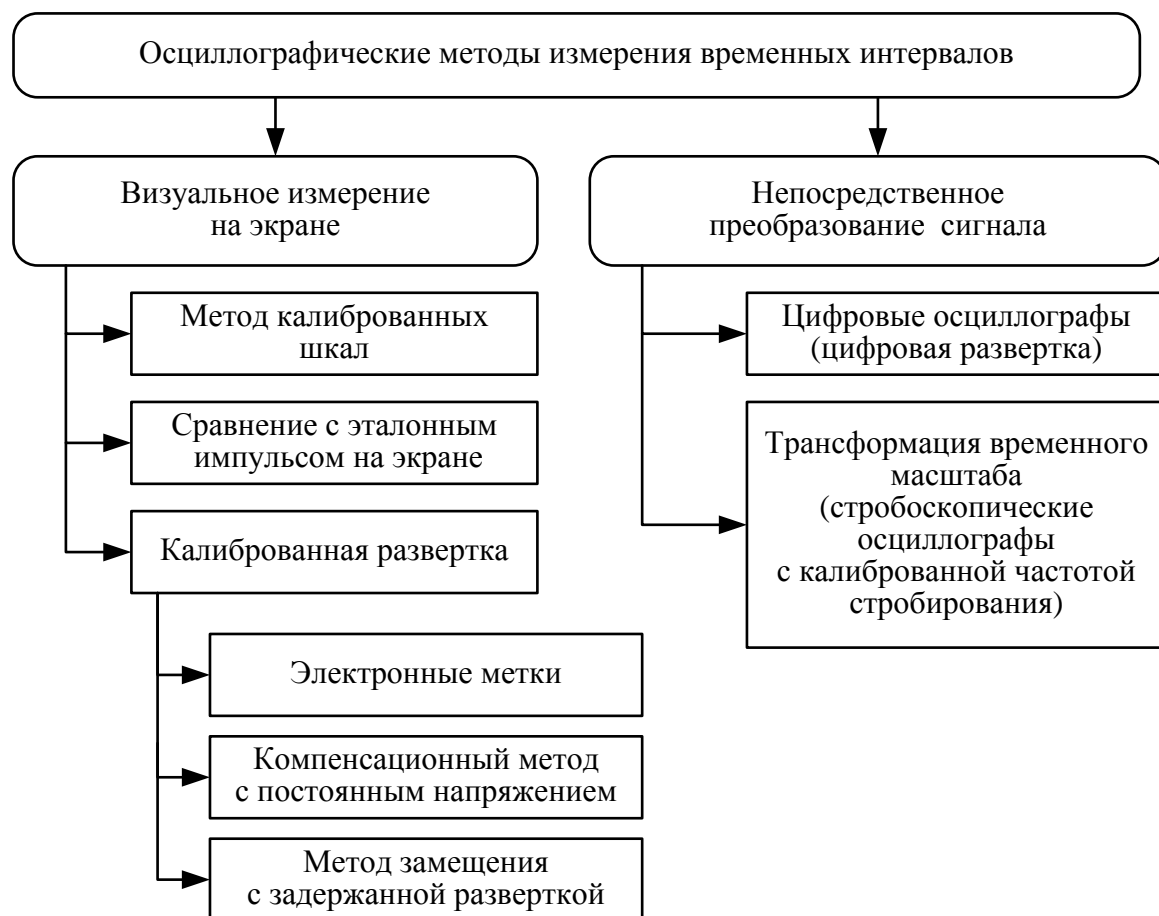 Осциллографические методы измерения временных интервалов
Визуальное измерение
на экране
Метод калиброванных
шкал
Сравнение с эталонным
импульсом на экране
Калиброванная развертка
Электронные метки
Компенсационный метод
с постоянным напряжением
Метод замещения
с задержанной разверткой
Непосредственное
преобразование сигнала
Цифровые осциллографы
(цифровая развертка)
Трансформация временного
масштаба
(стробоскопические
осциллографы
с калиброванной частотой
стробирования)